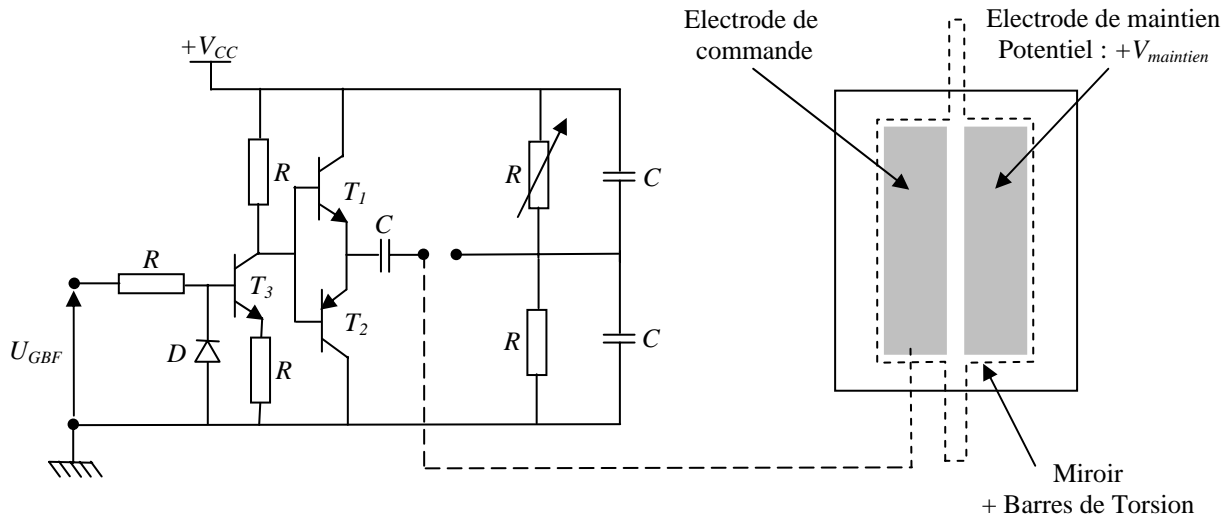 Electrode de
commande
Electrode de maintien
Potentiel : +V_maintien
+V_CC
R
T_1
R
C
C
R
T_3
T_2
R
C
U_GBF
D
R
Miroir
+ Barres de Torsion